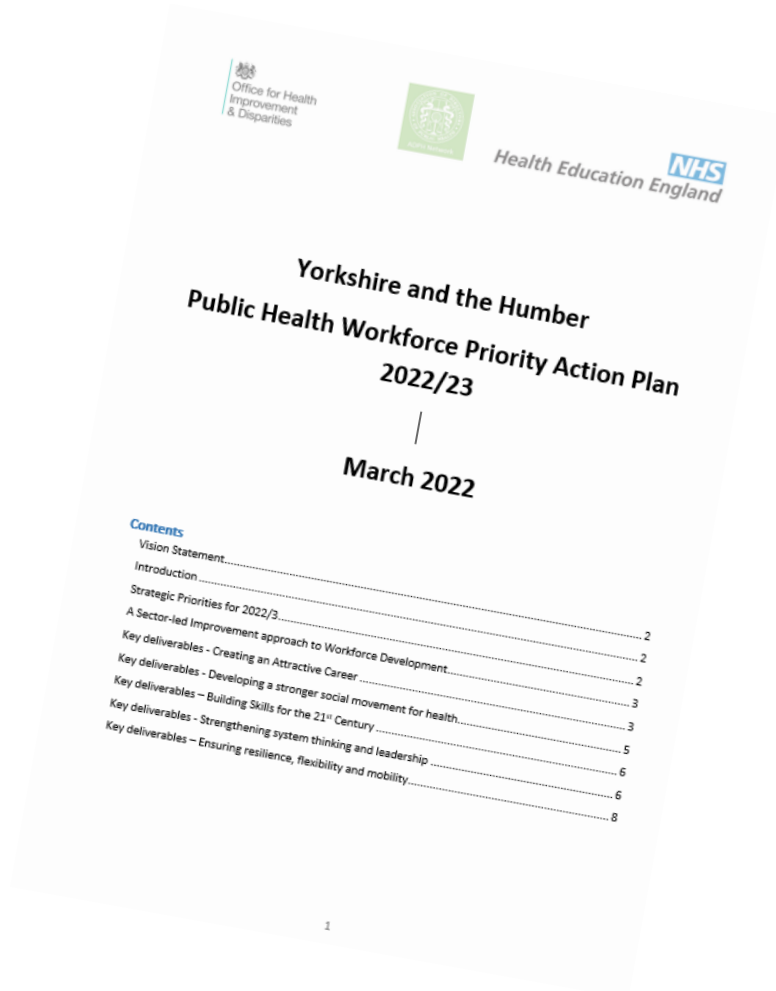 Office for Health
Improvement
& Disparities
NHS
Health Education England
Yorkshire and the Humber
Public Health Workforce Priority Action Plan
2022/23
March 2022
Contents
Vision Statement 2
Introduction 2
Strategic Priorities for 2022/3 2
A Sector-led Improvement approach to Workforce Development 3
Key deliverables - Creating an Attractive Career 3
Key deliverables - Developing a stronger social movement for health 5
Key deliverables – Building Skills for the 21st Century 6
Key deliverables - Strengthening system thinking and leadership 6
Key deliverables – Ensuring resilience, flexibility and mobility 8
1